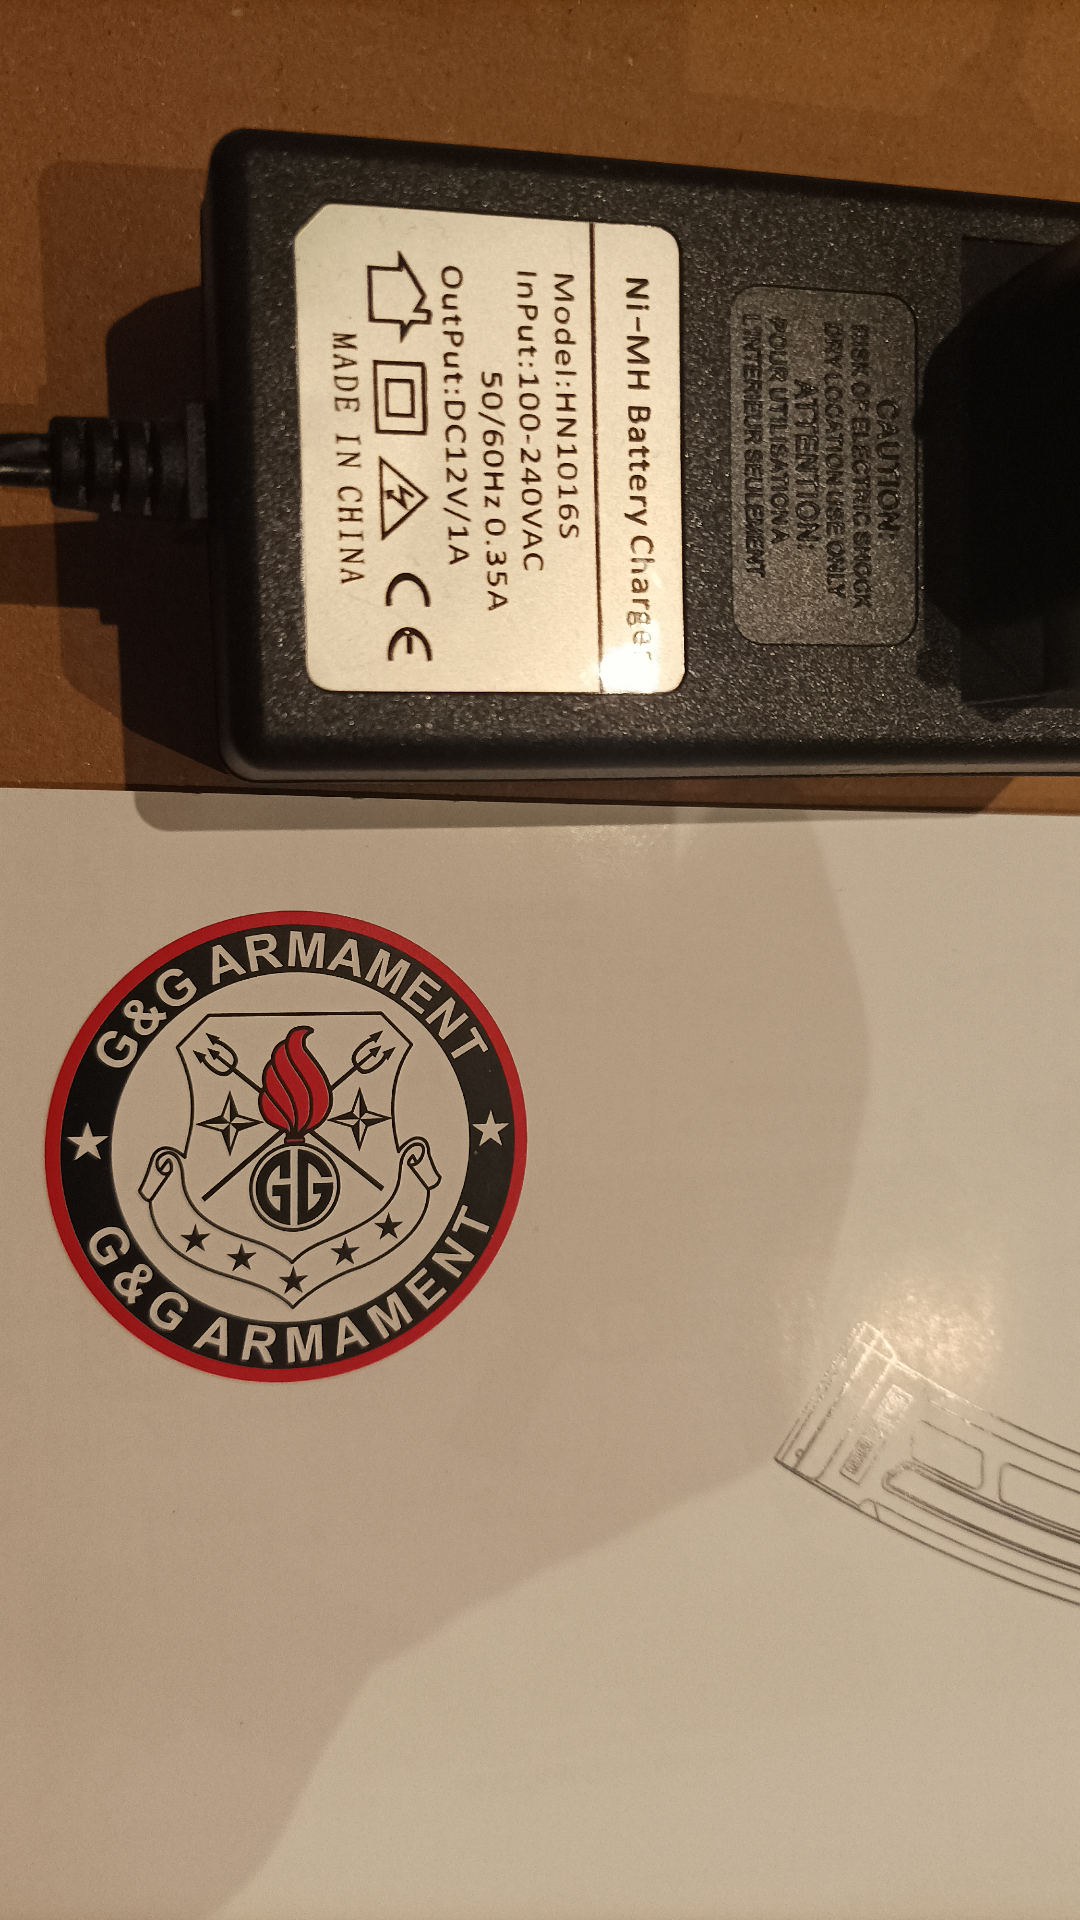 CAUTION:
RISK OF ELECTRIC SHOCK
DRY LOCATION USE ONLY
ATTENTION:
POUR UTILISATION A
L'INTERIEUR SEULEMENT
Ni-MH Battery Charger
Model:HN1016S
InPut:100-240VAC
50/60Hz 0.35A
OutPut:DC12V/1A
CE
MADE IN CHINA
G&G ARMAMENT
GG
G&G ARMAMENT